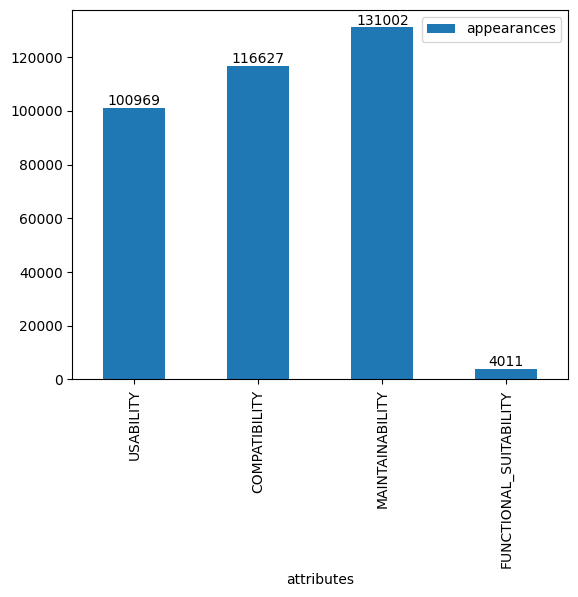 131002
appearances
120000
116627
100969
100000
80000
60000
40000
20000
4011
0
USABILITY
COMPATIBILITY
MAINTAINABILITY
FUNCTIONAL_SUITABILITY
attributes